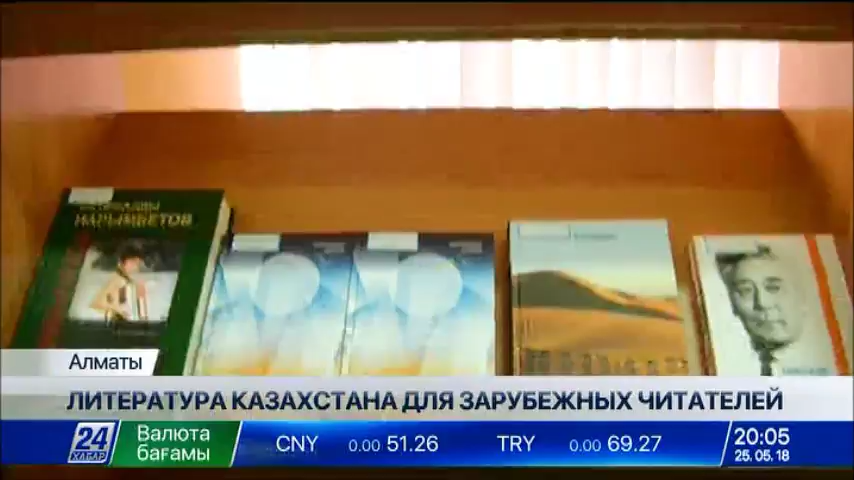 НАРЫМБЕТОВ
Алматы
ЛИТЕРАТУРА КАЗАХСТАНА ДЛЯ ЗАРУБЕЖНЫХ ЧИТАТЕЛЕЙ
24
ХАБАР
Валюта
бағамы
CNY 0.00 51.26 TRY 0.00 69.27
20:05
25.05.18